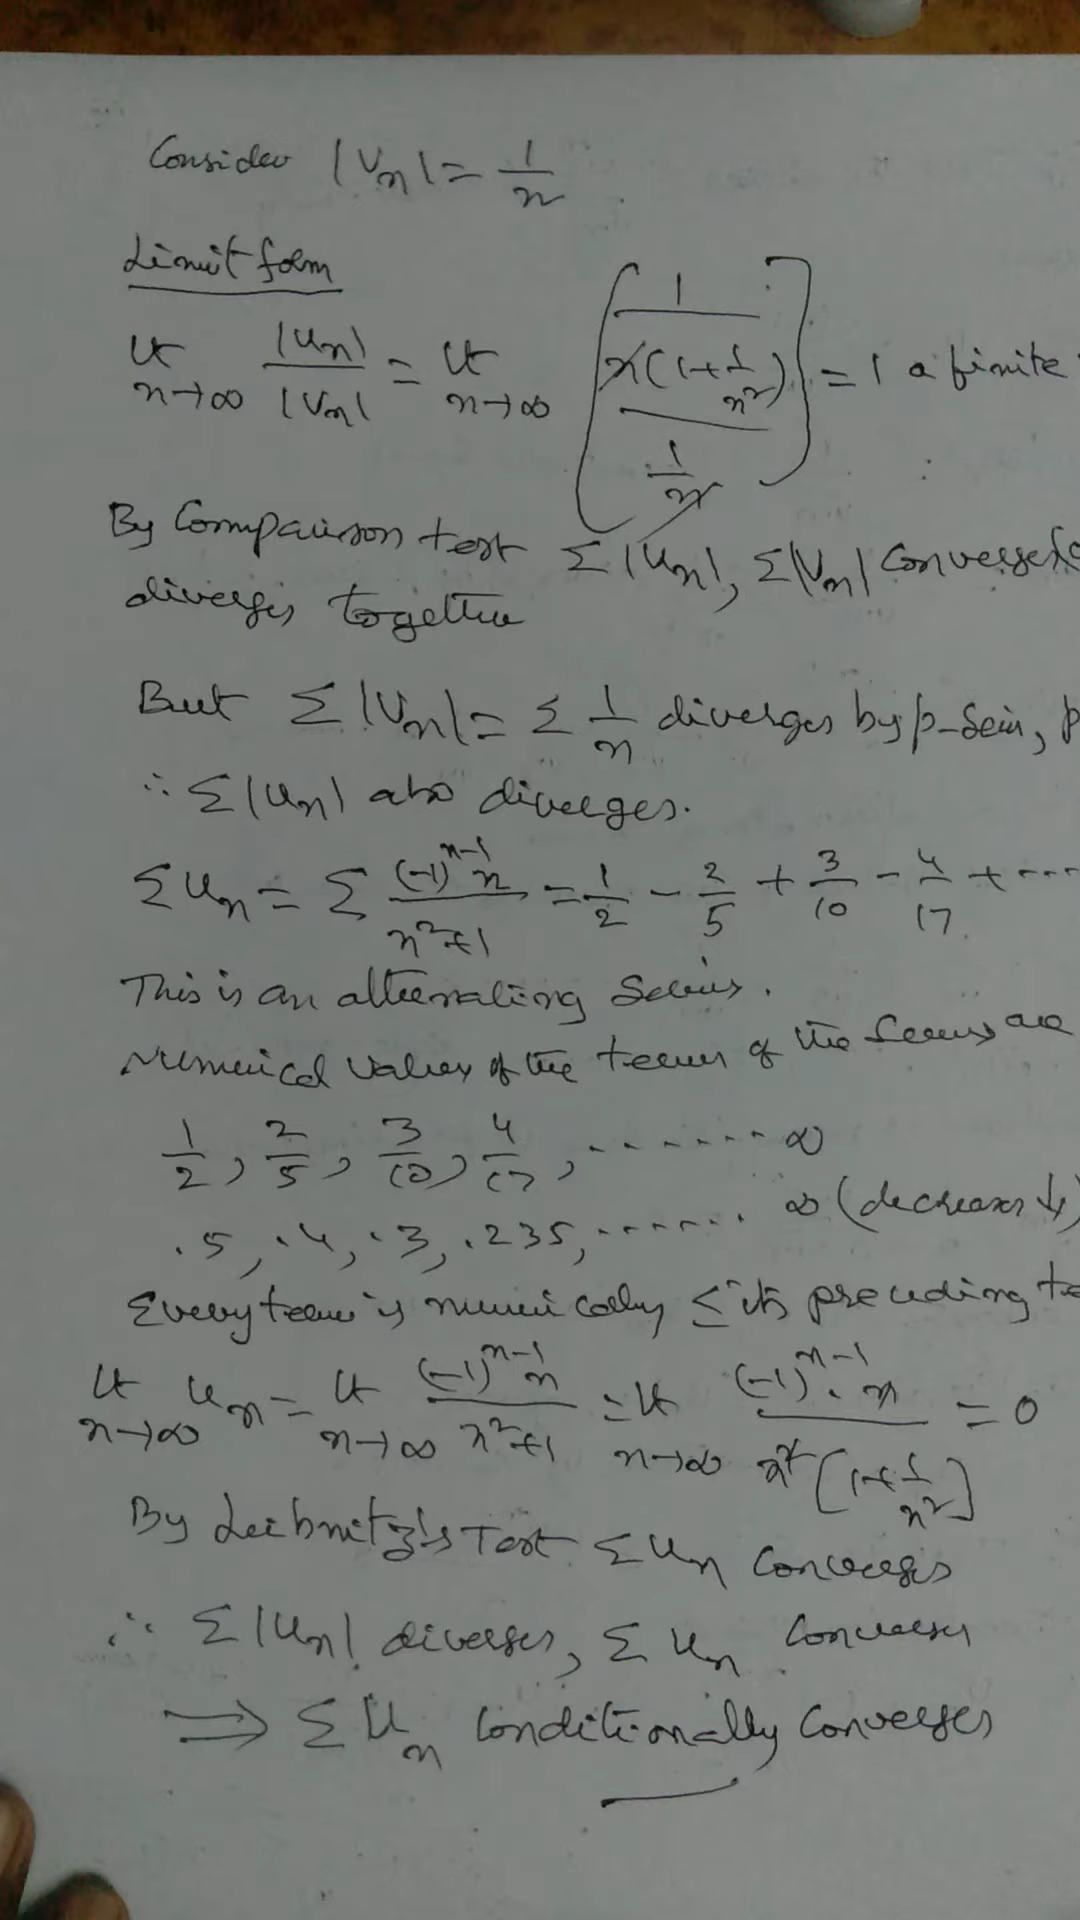 Consider |Vn| = 1/n.
Limit form
Lt n→∞ |Un|/|Vn| = Lt n→∞ [ (1/(n(1+1/n²))) / (1/n) ] = 1 a finite
By Comparison test Σ|Un|, Σ|Vn| Converges
diverges together
But Σ|Vn| = Σ 1/n diverges by p-series, p
∴ Σ|Un| also diverges.
ΣUn = Σ (-1)^(n-1) n/(n²+1) = 1/2 - 2/5 + 3/10 - 4/17 + ....
This is an alternating Series.
Numerical Values of the terms of the Series are
1/2, 2/5, 3/10, 4/17, ....... ∞
.5, .4, .3, .235, ....... ∞ (decreases ↓)
Every term is numerically ≤ its preceding te
Lt n→∞ Un = Lt n→∞ (-1)^(n-1) n/(n²+1) = Lt n→∞ (-1)^(n-1) . n/(n²[1+1/n²]) = 0
By Leibnitz's Test ΣUn Converges
∴ Σ|Un| diverges, ΣUn Converses
⇒ ΣUn Conditionally Converges